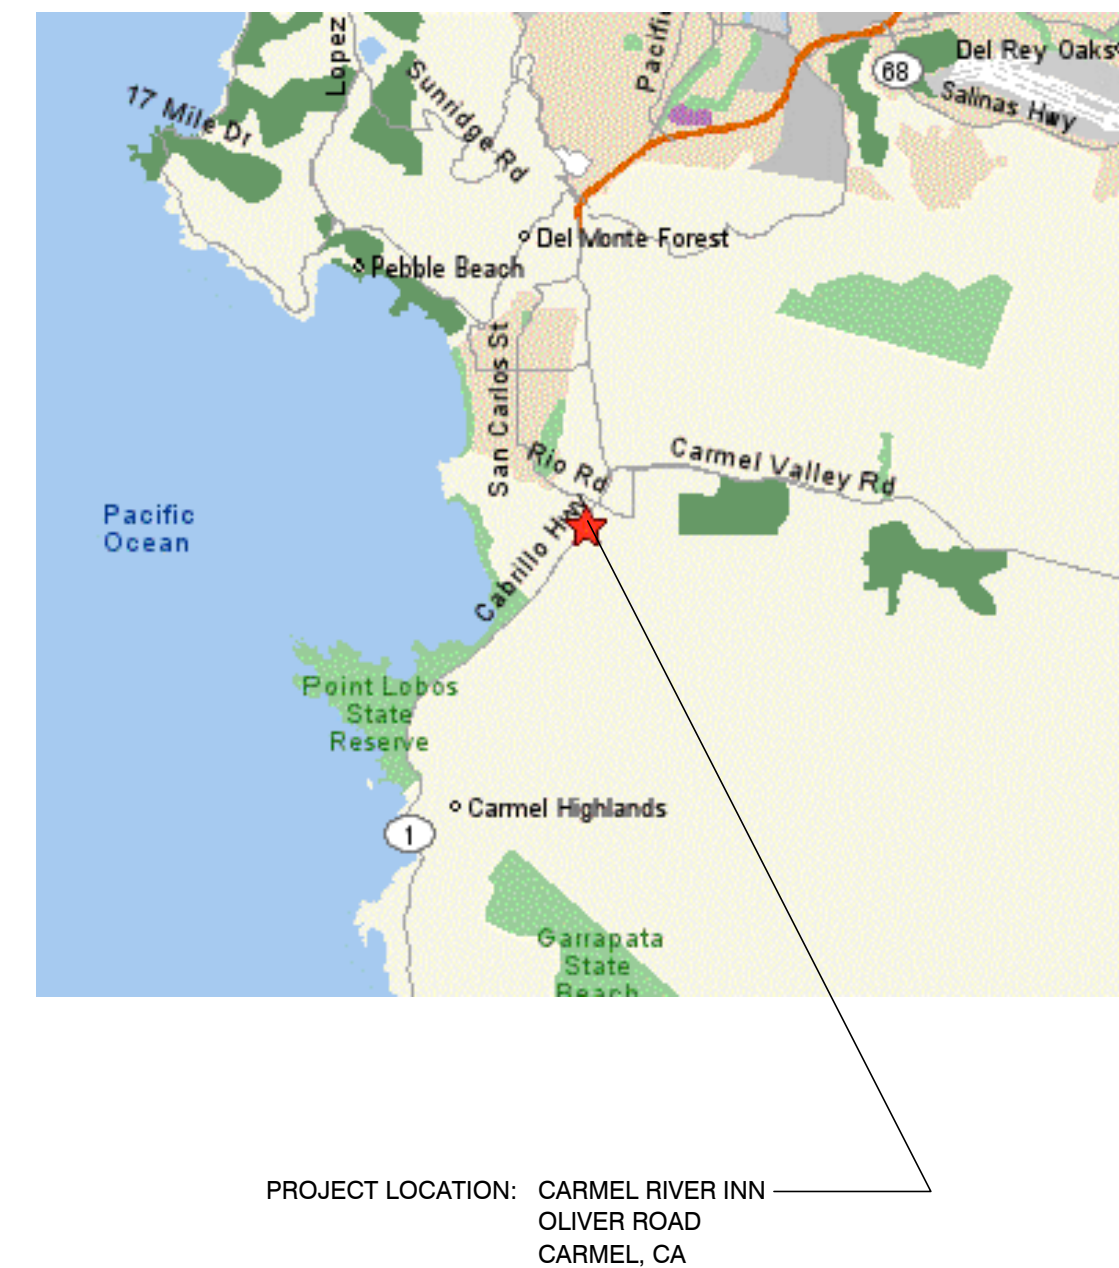 Lopez
Pacific
Del Rey Oaks
68
17 Mile Dr
Sunridge Rd
Salinas Hwy
Del Monte Forest
Pebble Beach
San Carlos St
Rio Rd
Carmel Valley Rd
Pacific
Ocean
Cabrillo Hwy
Point Lobos
State
Reserve
Carmel Highlands
1
Garrapata
State
Beach
PROJECT LOCATION: CARMEL RIVER INN
OLIVER ROAD
CARMEL, CA